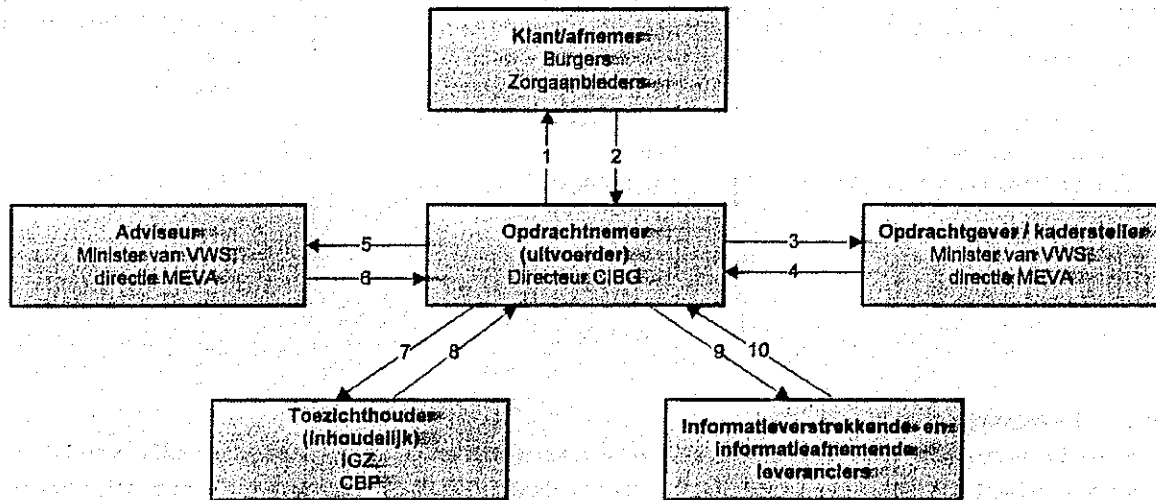 Klant/afnemer
Burgers
Zorgaanbieders
1
2
Adviseur
Minister van VWS:
directie MEVA
5
6
Opdrachtnemer
(uitvoerder)
Directeur CIBG
3
4
Opdrachtgever / kadersteller
Minister van VWS:
directie MEVA
7
8
9
10
Toezichthouder
(inhoudelijk)
IGZ
CBP
Informatieverstrekkende- en
informatieafnemende
leveranciers